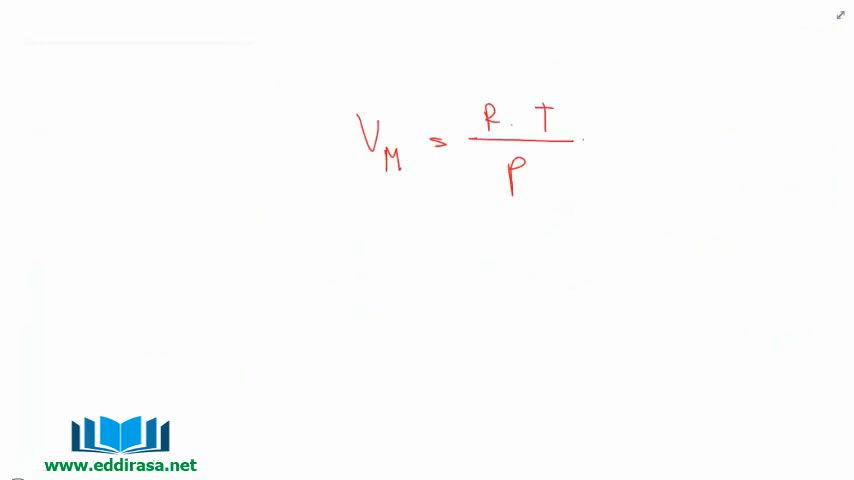 V_M = R . T / P
www.eddirasa.net